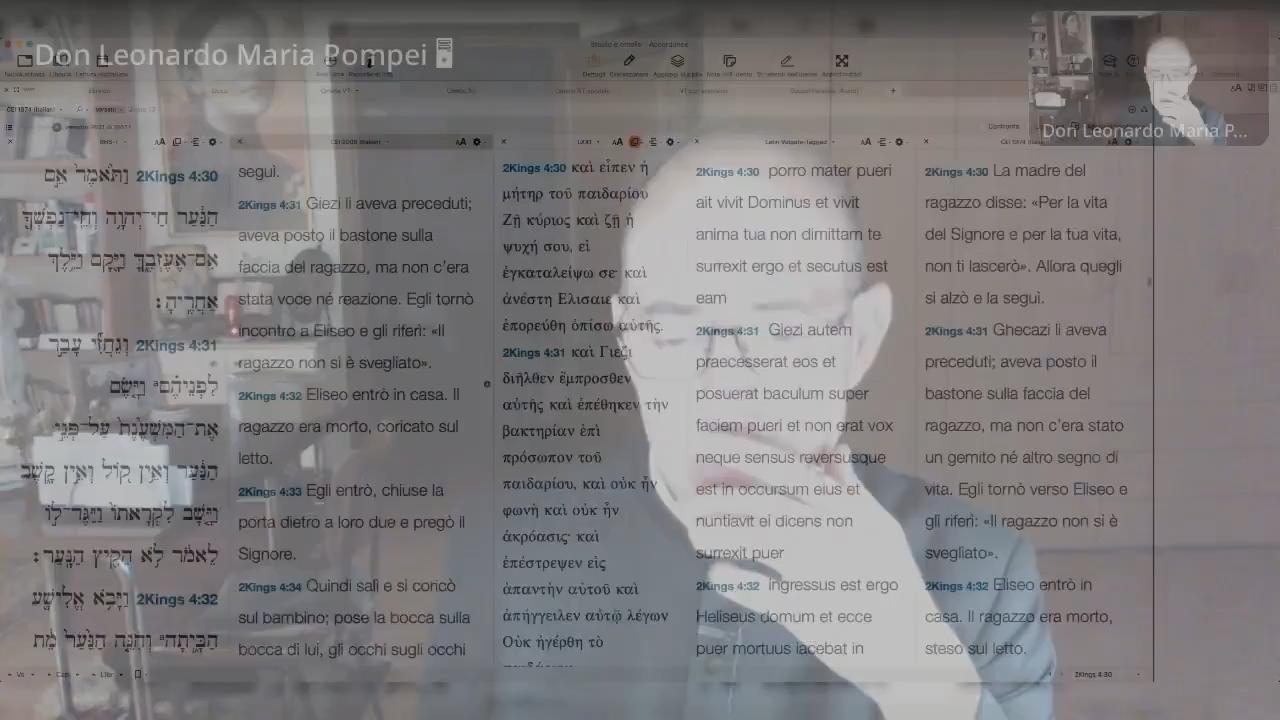 Don Leonardo Maria Pompei
Studio e omelie - Accordance
Don Leonardo Maria P...
2Kings 4:30 וַתֹּאמֶר֙ אֵ֣ם
הַנַּ֔עַר חַי־יְהוָ֥ה וְחֵֽי־נַפְשְׁךָ֖
אִם־אֶעֶזְבֶ֑ךָּ וַיָּ֖קָם וַיֵּ֥לֶךְ
אַחֲרֶֽיהָ׃
2Kings 4:31 וְגֵחֲזִ֞י עָבַ֣ר
לִפְנֵיהֶ֗ם וַיָּ֤שֶׂם
אֶת־הַמִּשְׁעֶ֙נֶת֙ עַל־פְּנֵ֣י
הַנַּ֔עַר וְאֵ֥ין ק֖וֹל וְאֵ֣ין קָ֑שֶׁב
וַיָּ֤שָׁב לִקְרָאתוֹ֙ וַיַּגֶּד־ל֣וֹ
לֵאמֹ֔ר לֹ֥א הֵקִ֖יץ הַנָּֽעַר׃
2Kings 4:32 וַיָּבֹ֥א אֱלִישָׁ֖ע
הַבָּ֑יְתָה וְהִנֵּ֤ה הַנַּ֙עַר֙ מֵ֔ת
seguì.
2Kings 4:31 Giezi li aveva preceduti;
aveva posto il bastone sulla
faccia del ragazzo, ma non c'era
stata voce né reazione. Egli tornò
incontro a Eliseo e gli riferì: «Il
ragazzo non si è svegliato».
2Kings 4:32 Eliseo entrò in casa. Il
ragazzo era morto, coricato sul
letto.
2Kings 4:33 Egli entrò, chiuse la
porta dietro a loro due e pregò il
Signore.
2Kings 4:34 Quindi salì e si coricò
sul bambino; pose la bocca sulla
bocca di lui, gli occhi sugli occhi
2Kings 4:30 καὶ εἶπεν ἡ
μήτηρ τοῦ παιδαρίου
Ζῇ κύριος καὶ ζῇ ἡ
ψυχή σου, εἰ
ἐγκαταλείψω σε· καὶ
ἀνέστη Ελισαιε καὶ
ἐπορεύθη ὀπίσω αὐτῆς.
2Kings 4:31 καὶ Γιεζι
διῆλθεν ἔμπροσθεν
αὐτῆς καὶ ἐπέθηκεν τὴν
βακτηρίαν ἐπὶ
πρόσωπον τοῦ
παιδαρίου, καὶ οὐκ ἦν
φωνὴ καὶ οὐκ ἦν
ἀκρόασις· καὶ
ἐπέστρεψεν εἰς
ἀπαντὴν αὐτοῦ καὶ
ἀπήγγειλεν αὐτῷ λέγων
Οὐκ ἠγέρθη τὸ
2Kings 4:30 porro mater pueri
ait vivit Dominus et vivit
anima tua non dimittam te
surrexit ergo et secutus est
eam
2Kings 4:31 Giezi autem
praecesserat eos et
posuerat baculum super
faciem pueri et non erat vox
neque sensus reversusque
est in occursum eius et
nuntiavit ei dicens non
surrexit puer
2Kings 4:32 ingressus est ergo
Heliseus domum et ecce
puer mortuus iacebat in
2Kings 4:30 La madre del
ragazzo disse: «Per la vita
del Signore e per la tua vita,
non ti lascerò». Allora quegli
si alzò e la seguì.
2Kings 4:31 Ghecazi li aveva
preceduti; aveva posto il
bastone sulla faccia del
ragazzo, ma non c'era stato
un gemito né altro segno di
vita. Egli tornò verso Eliseo e
gli riferì: «Il ragazzo non si è
svegliato».
2Kings 4:32 Eliseo entrò in
casa. Il ragazzo era morto,
steso sul letto.
2Kings 4:30